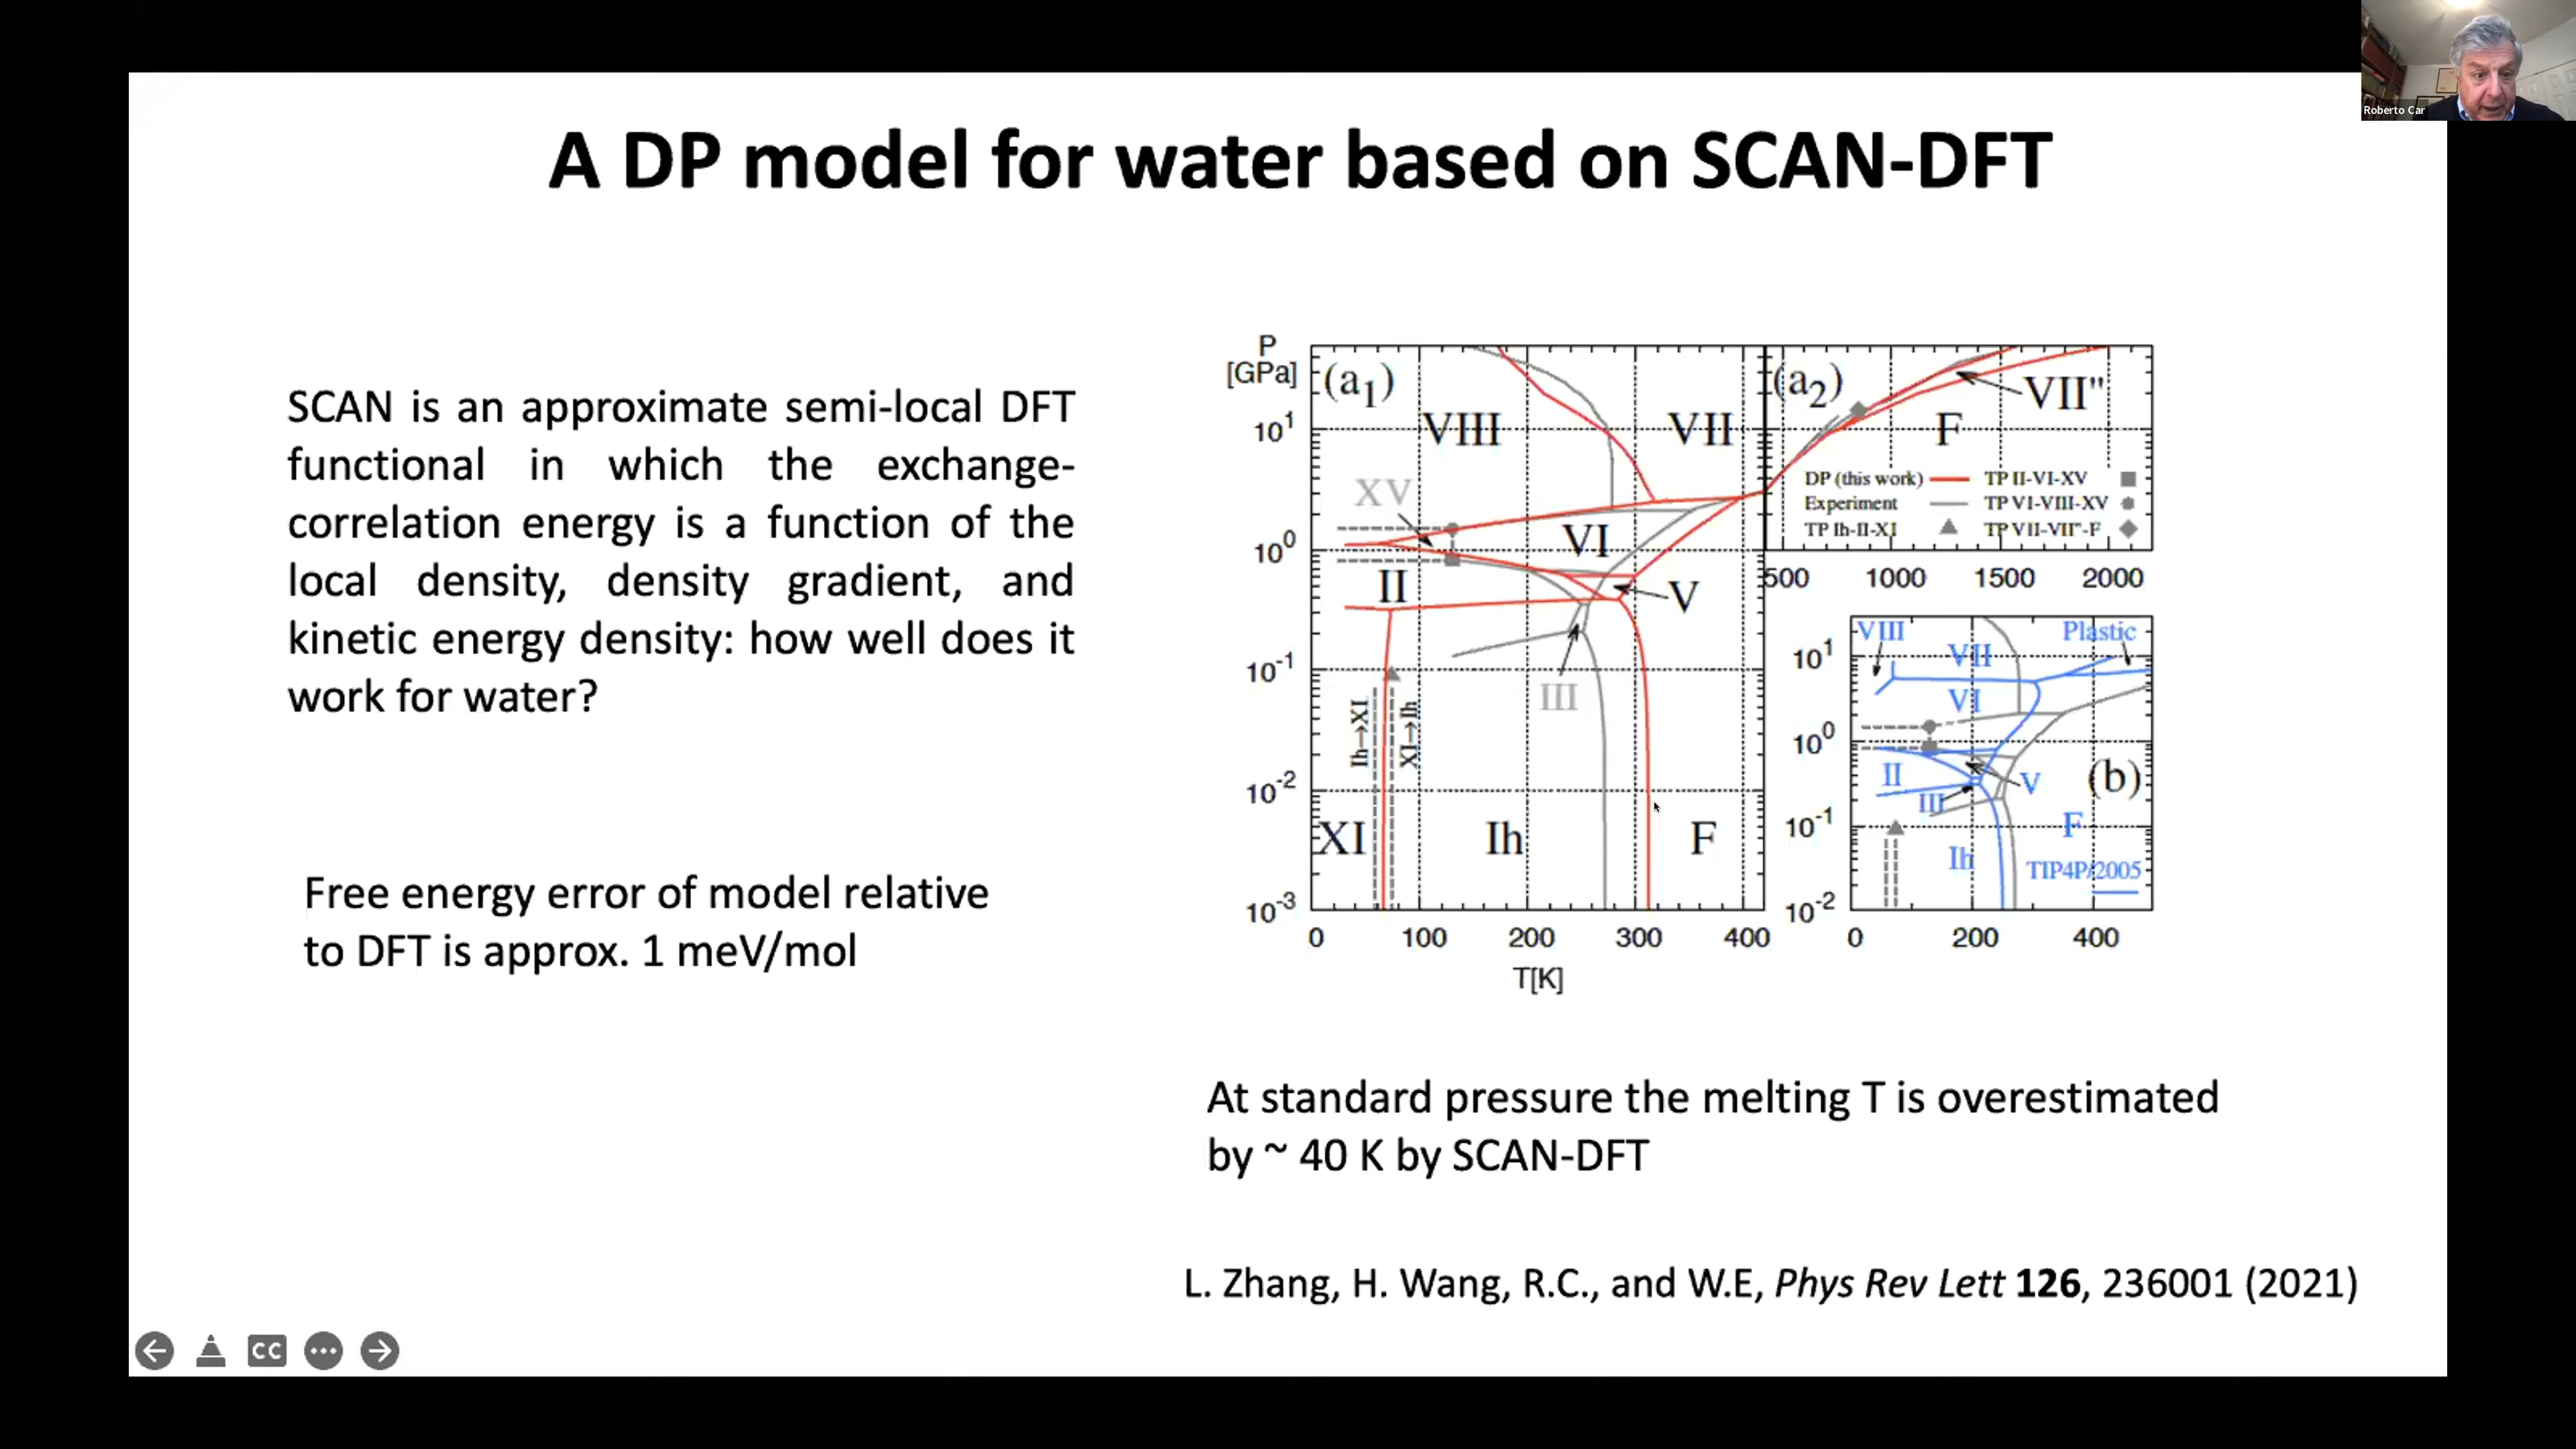 Roberto Car
A DP model for water based on SCAN-DFT
SCAN is an approximate semi-local DFT
functional in which the exchange-
correlation energy is a function of the
local density, density gradient, and
kinetic energy density: how well does it
work for water?
Free energy error of model relative
to DFT is approx. 1 meV/mol
P
[GPa]
(a1)
VIII
VII
XV
VI
II
V
III
Ih→XI
XI→Ih
XI
Ih
F
10^1
10^0
10^-1
10^-2
10^-3
0 100 200 300 400
T[K]
(a2)
VII"
F
DP (this work) TP II-VI-XV
Experiment TP VI-VIII-XV
TP Ih-II-XI TP VII-VII"-F
500 1000 1500 2000
VIII
Plastic
VII
VI
II
V
(b)
III
F
Ih
TIP4P/2005
10^1
10^0
10^-1
10^-2
0 200 400
At standard pressure the melting T is overestimated
by ~ 40 K by SCAN-DFT
L. Zhang, H. Wang, R.C., and W.E, Phys Rev Lett 126, 236001 (2021)
CC